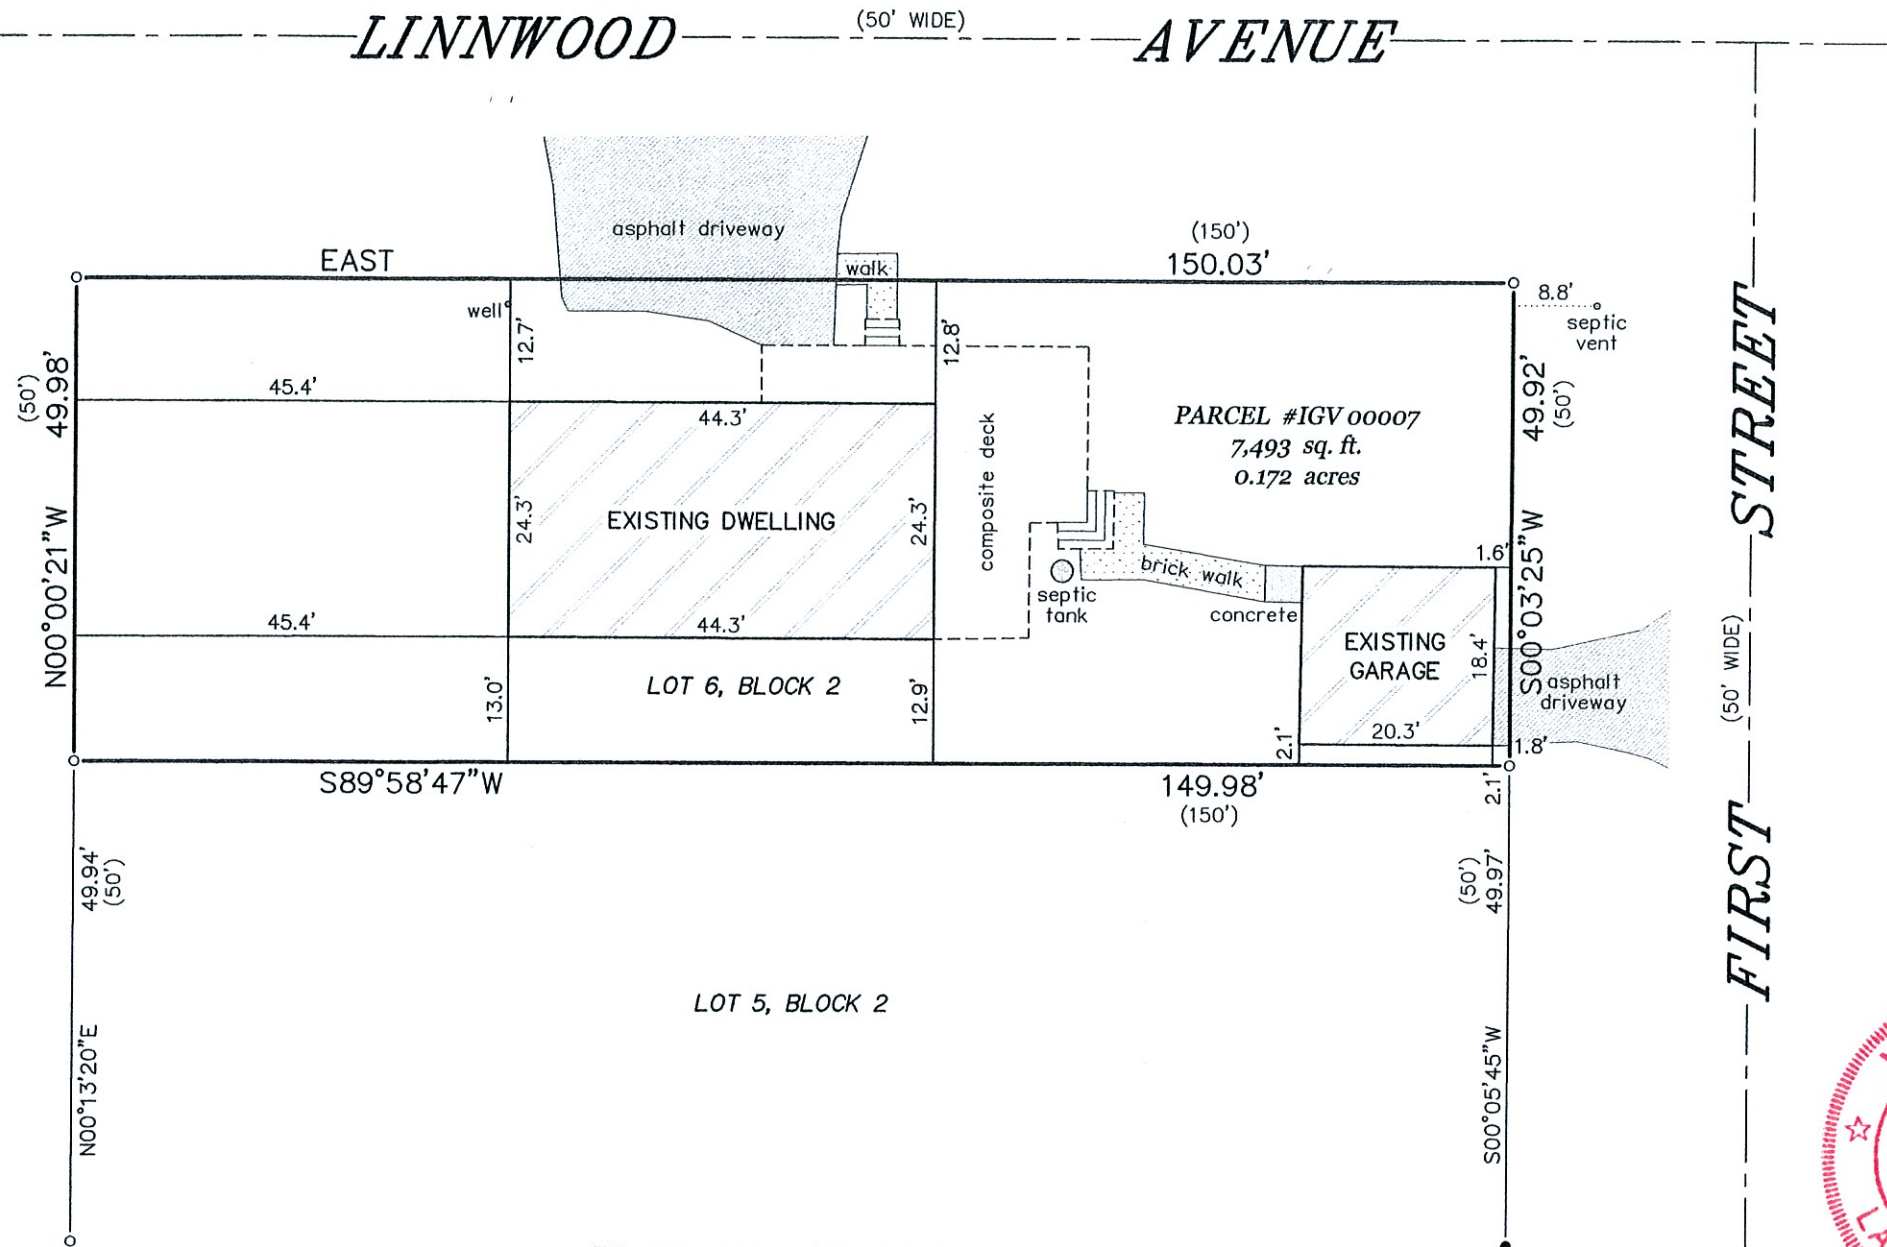 (50' WIDE)
LINNWOOD AVENUE
asphalt driveway
(150')
EAST
walk
150.03'
well
8.8'
septic
vent
12.7'
12.8'
(50')
49.98'
45.4'
44.3'
composite deck
PARCEL #IGV 00007
7,493 sq. ft.
0.172 acres
49.92'
(50')
STREET
24.3'
EXISTING DWELLING
24.3'
N00°00'21"W
1.6'
brick walk
septic
tank
concrete
S00°03'25"W
45.4'
44.3'
EXISTING
GARAGE
18.4'
(50' WIDE)
LOT 6, BLOCK 2
13.0'
12.9'
asphalt
driveway
20.3'
2.1'
1.8'
S89°58'47"W
149.98'
(150')
2.1'
49.94'
(50')
(50')
49.97'
FIRST
LOT 5, BLOCK 2
N00°13'20"E
S00°05'45"W